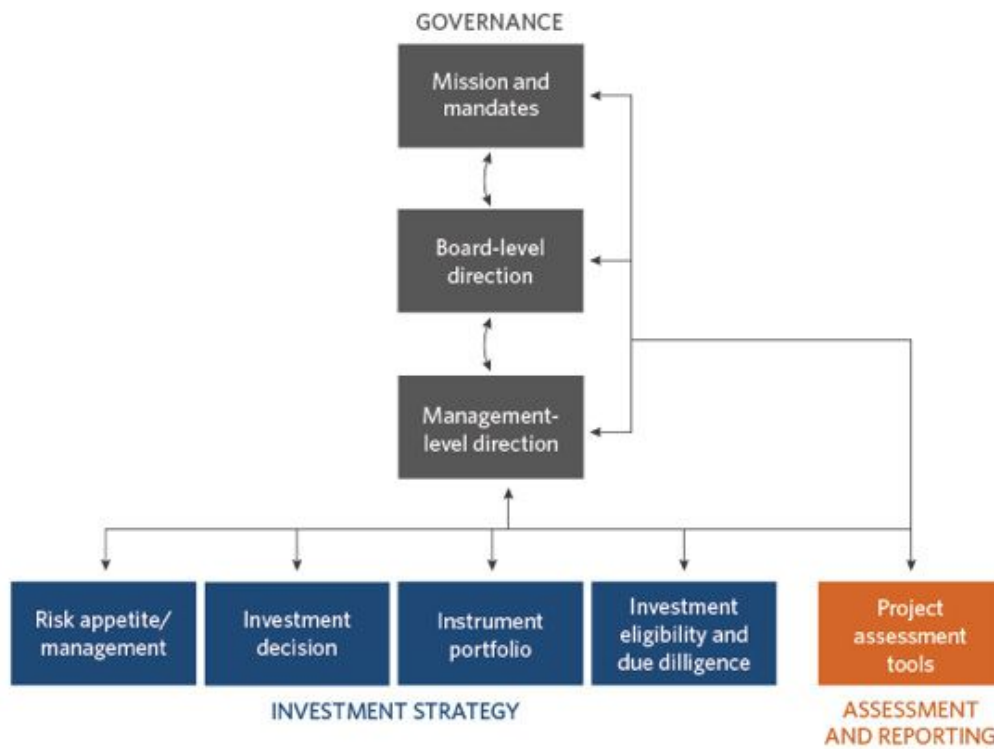 GOVERNANCE
Mission and
mandates
Board-level
direction
Management-
level direction
Risk appetite/
management
Investment
decision
Instrument
portfolio
Investment
eligibility and
due dilligence
Project
assessment
tools
INVESTMENT STRATEGY
ASSESSMENT
AND REPORTING